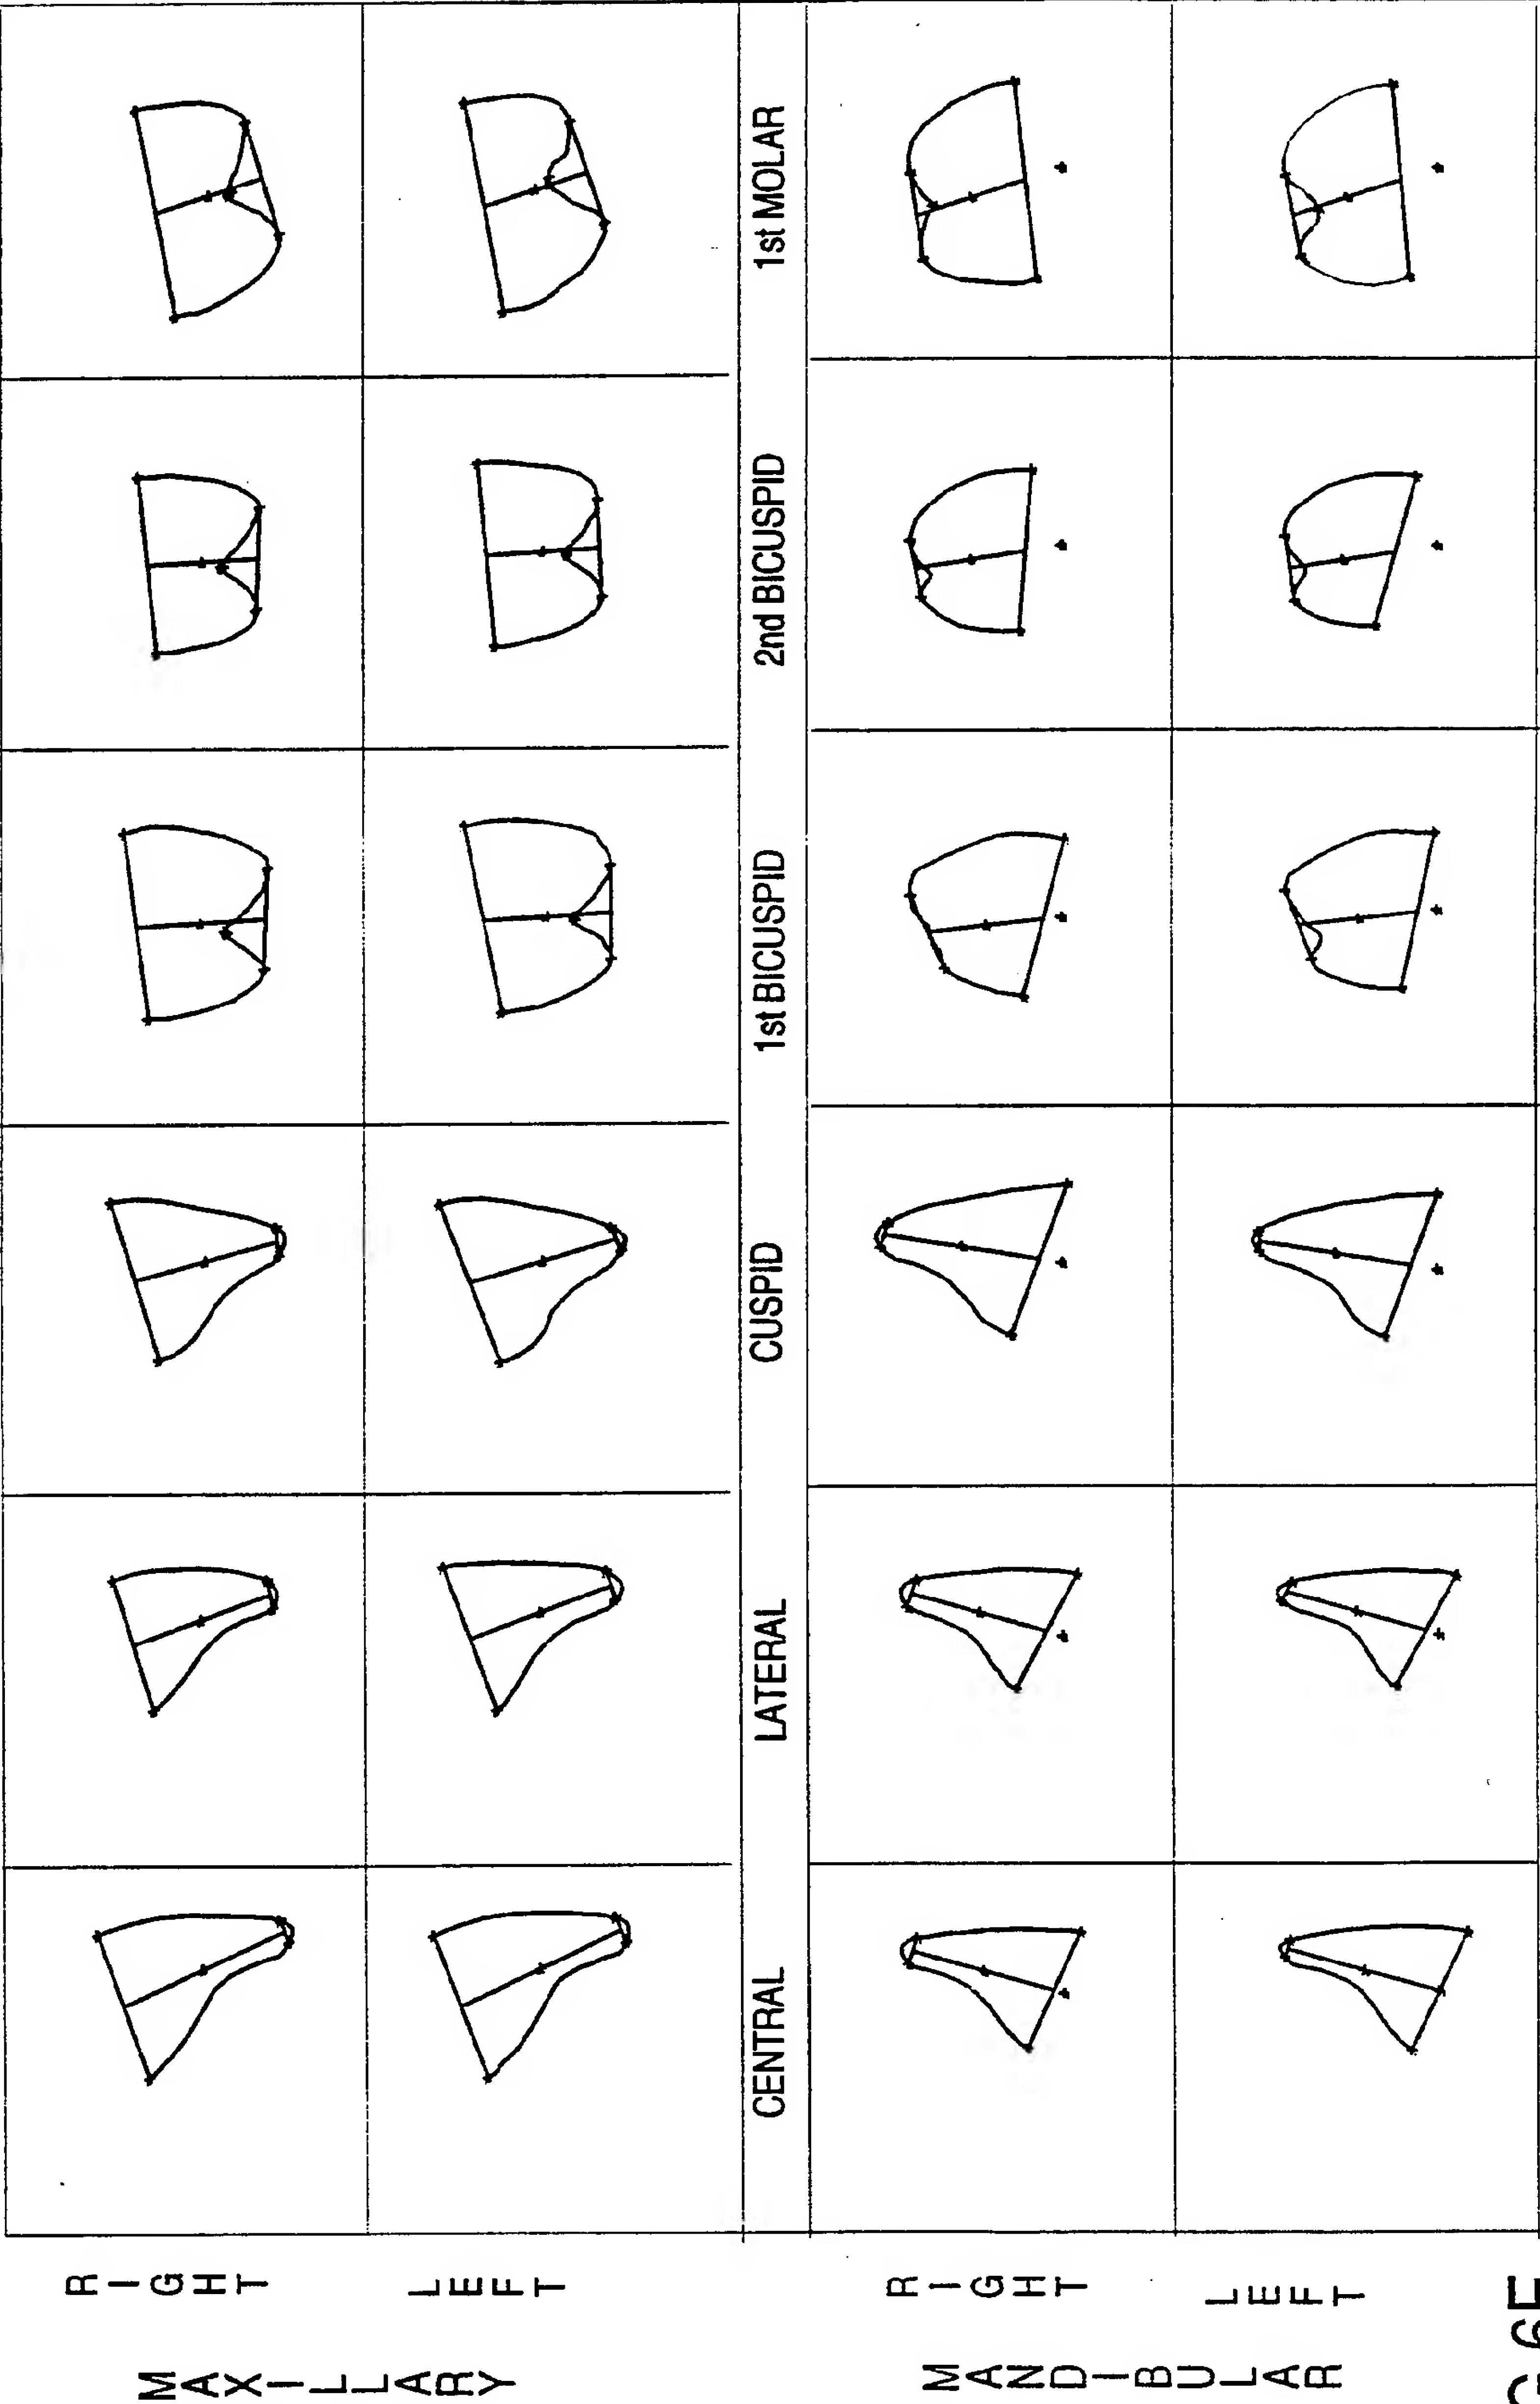 MAXILLARY
RIGHT
LEFT
CENTRAL
LATERAL
CUSPID
1st BICUSPID
2nd BICUSPID
1st MOLAR
MANDIBULAR
RIGHT
LEFT